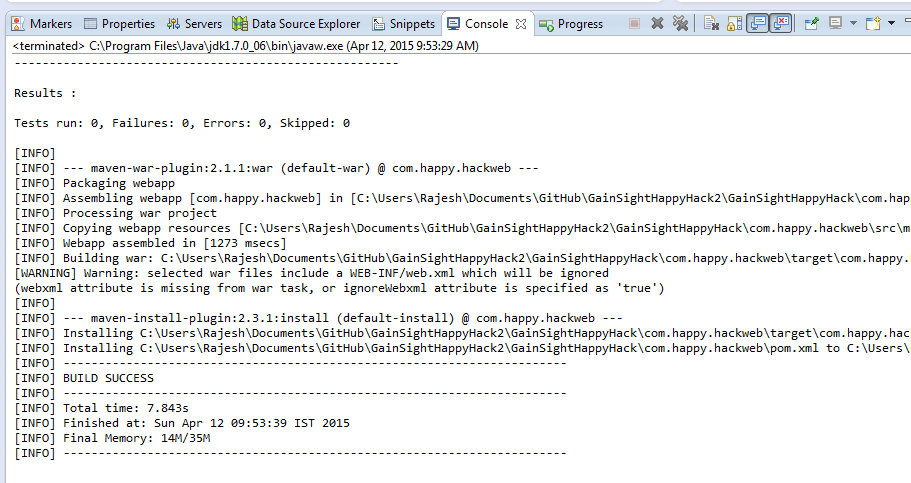 Markers Properties Servers Data Source Explorer Snippets Console Progress
<terminated> C:\Program Files\Java\jdk1.7.0_06\bin\javaw.exe (Apr 12, 2015 9:53:29 AM)
-------------------------------------------------------
Results :
Tests run: 0, Failures: 0, Errors: 0, Skipped: 0
[INFO]
[INFO] --- maven-war-plugin:2.1.1:war (default-war) @ com.happy.hackweb ---
[INFO] Packaging webapp
[INFO] Assembling webapp [com.happy.hackweb] in [C:\Users\Rajesh\Documents\GitHub\GainSightHappyHack2\GainSightHappyHack\com.hap
[INFO] Processing war project
[INFO] Copying webapp resources [C:\Users\Rajesh\Documents\GitHub\GainSightHappyHack2\GainSightHappyHack\com.happy.hackweb\src\m
[INFO] Webapp assembled in [1273 msecs]
[INFO] Building war: C:\Users\Rajesh\Documents\GitHub\GainSightHappyHack2\GainSightHappyHack\com.happy.hackweb\target\com.happy.
[WARNING] Warning: selected war files include a WEB-INF/web.xml which will be ignored
(webxml attribute is missing from war task, or ignoreWebxml attribute is specified as 'true')
[INFO]
[INFO] --- maven-install-plugin:2.3.1:install (default-install) @ com.happy.hackweb ---
[INFO] Installing C:\Users\Rajesh\Documents\GitHub\GainSightHappyHack2\GainSightHappyHack\com.happy.hackweb\target\com.happy.hac
[INFO] Installing C:\Users\Rajesh\Documents\GitHub\GainSightHappyHack2\GainSightHappyHack\com.happy.hackweb\pom.xml to C:\Users\
[INFO] ------------------------------------------------------------------------
[INFO] BUILD SUCCESS
[INFO] ------------------------------------------------------------------------
[INFO] Total time: 7.843s
[INFO] Finished at: Sun Apr 12 09:53:39 IST 2015
[INFO] Final Memory: 14M/35M
[INFO] ------------------------------------------------------------------------